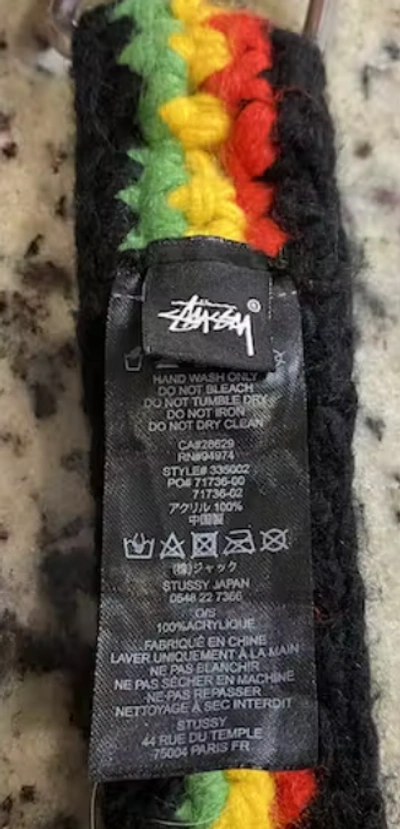 STÜSSY®
HAND WASH ONLY
DO NOT BLEACH
DO NOT TUMBLE DRY
DO NOT IRON
DO NOT DRY CLEAN
CA#28629
RN#94974
STYLE# 335002
PO# 71736-00
71736-02
アクリル 100%
中国製
(株)ジャック
STUSSY JAPAN
0548 22 7366
O/S
100%ACRYLIQUE
FABRIQUÉ EN CHINE
LAVER UNIQUEMENT À LA MAIN
NE PAS BLANCHIR
NE PAS SÉCHER EN MACHINE
NE PAS REPASSER
NETTOYAGE À SEC INTERDIT
STUSSY
44 RUE DU TEMPLE
75004 PARIS FR